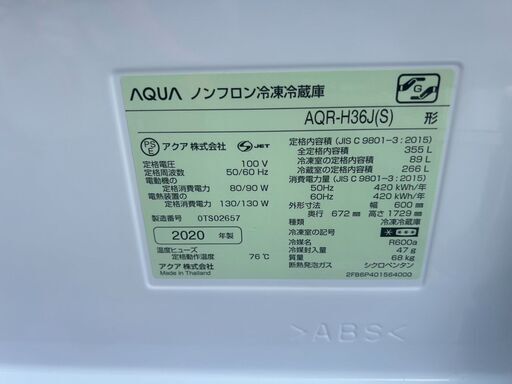 AQUA ノンフロン冷凍冷蔵庫
AQR-H36J(S) 形
PSE アクア 株式会社 JET
定格電圧 100 V
定格周波数 50/60 Hz
電動機の
定格消費電力 80/90 W
電熱装置の
定格消費電力 130/130 W
製造番号 0TS02657
2020 年製
温度ヒューズ
定格動作温度 76℃
アクア 株式会社
Made in Thailand
定格内容積 (JIS C 9801-3 : 2015)
全定格内容積 355 L
冷凍室の定格内容積 89 L
冷蔵室の定格内容積 266 L
消費電力量 (JIS C 9801-3 : 2015)
50Hz 420 kWh/年
60Hz 420 kWh/年
外形寸法 幅 600 mm
奥行 672 mm 高さ 1729 mm
種類 冷凍冷蔵庫
冷凍室の記号
冷媒名 R600a
冷媒封入量 47 g
質量 68 kg
断熱発泡ガス シクロペンタン
2FB6P401564000
>ABS<